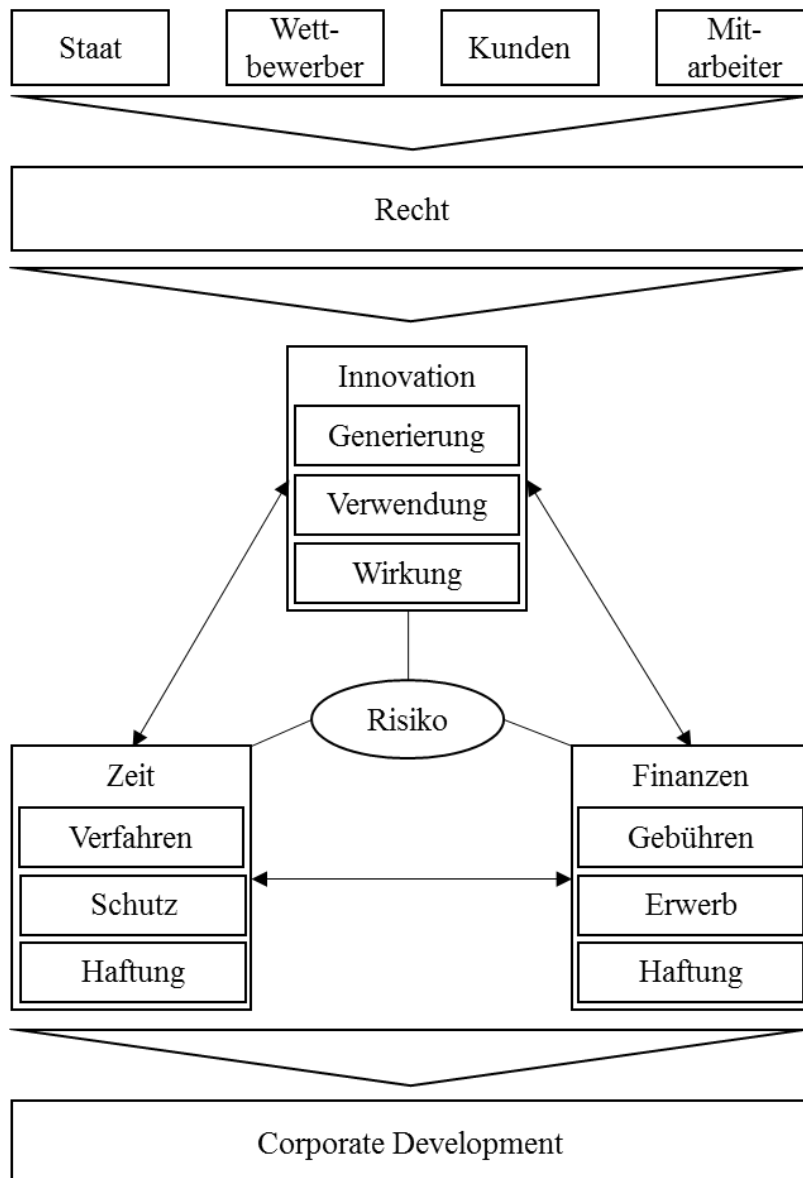 Staat
Wett-
bewerber
Kunden
Mit-
arbeiter
Recht
Innovation
Generierung
Verwendung
Wirkung
Risiko
Zeit
Verfahren
Schutz
Haftung
Finanzen
Gebühren
Erwerb
Haftung
Corporate Development